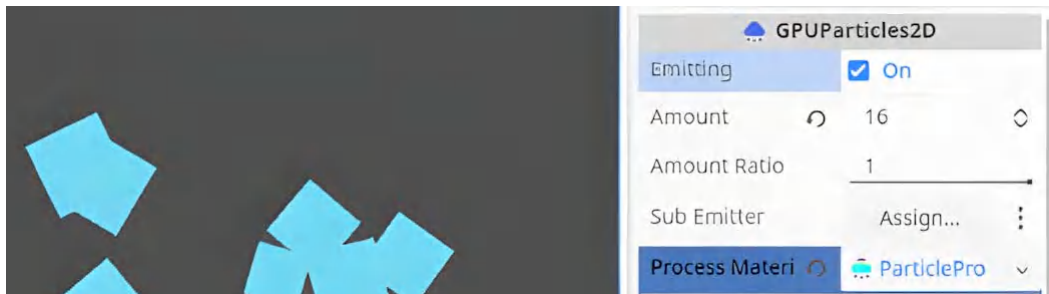 GPUParticles2D
Emitting On
Amount 16
Amount Ratio 1
Sub Emitter Assign...
Process Materi ParticlePro